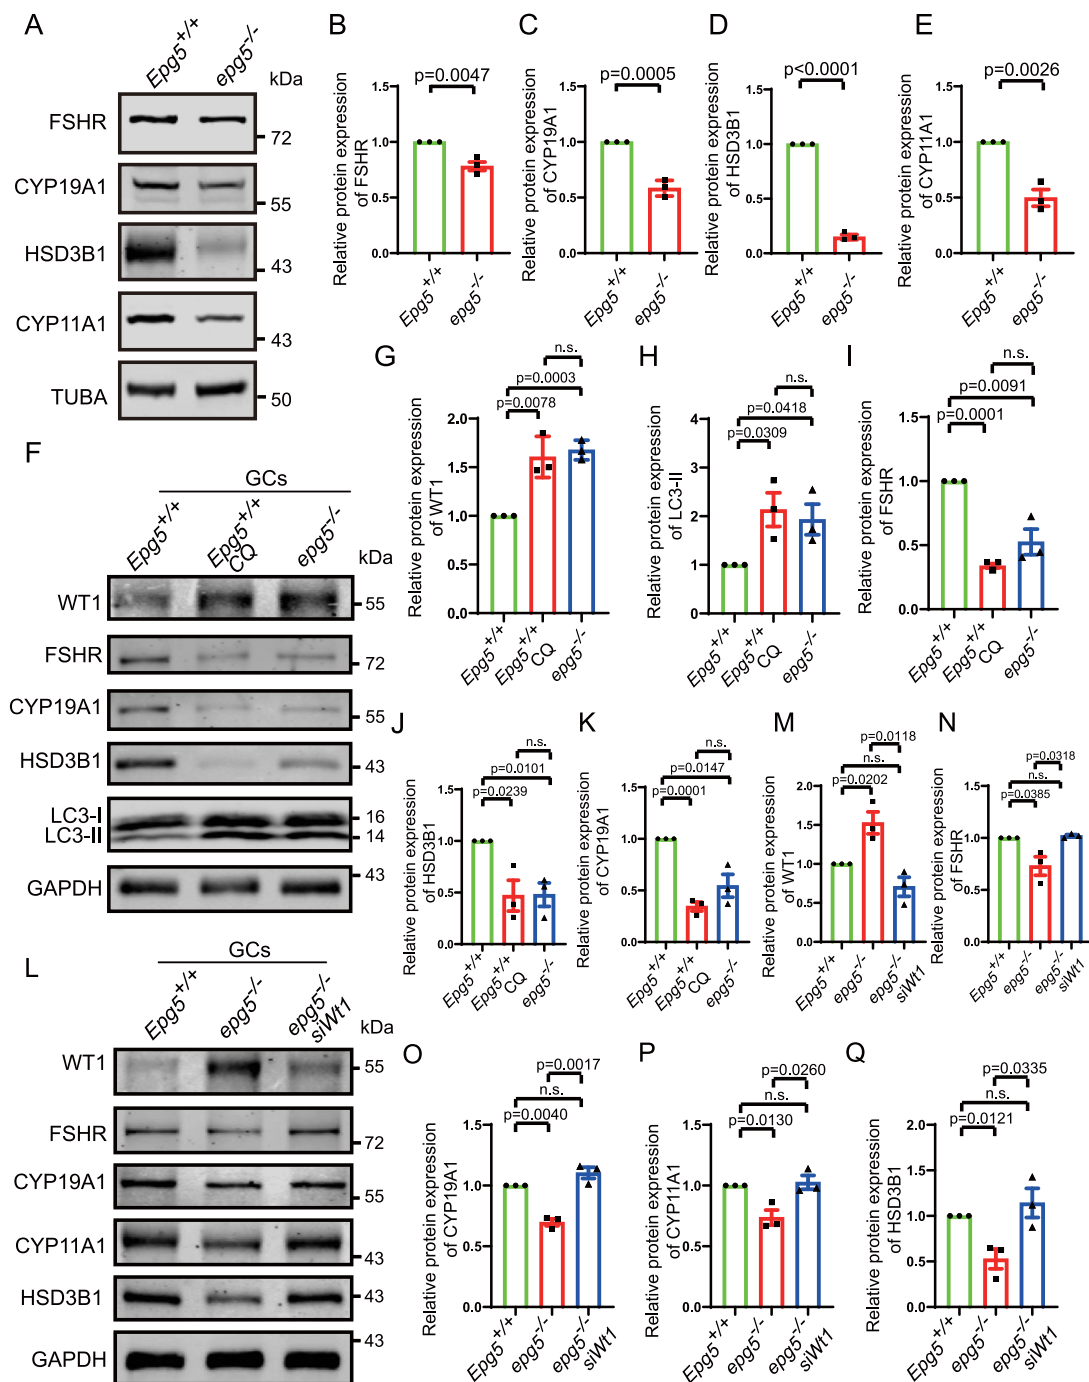 A
Epg5+/+
epg5-/-
kDa
FSHR
72
CYP19A1
55
HSD3B1
43
CYP11A1
43
TUBA
50
B
p=0.0047
Relative protein expression
of FSHR
1.5
1.0
0.5
0.0
Epg5+/+
epg5-/-
C
p=0.0005
Relative protein expression
of CYP19A1
1.5
1.0
0.5
0.0
Epg5+/+
epg5-/-
D
p<0.0001
Relative protein expression
of HSD3B1
1.5
1.0
0.5
0.0
Epg5+/+
epg5-/-
E
p=0.0026
Relative protein expression
of CYP11A1
1.5
1.0
0.5
0.0
Epg5+/+
epg5-/-
F
GCs
Epg5+/+
Epg5+/+
CQ
epg5-/-
kDa
WT1
55
FSHR
72
CYP19A1
55
HSD3B1
43
LC3-I
16
LC3-II
14
GAPDH
43
G
n.s.
p=0.0003
p=0.0078
Relative protein expression
of WT1
2.0
1.5
1.0
0.5
0.0
Epg5+/+
Epg5+/+
CQ
epg5-/-
H
n.s.
p=0.0418
p=0.0309
Relative protein expression
of LC3-II
4
3
2
1
0
Epg5+/+
Epg5+/+
CQ
epg5-/-
I
n.s.
p=0.0091
p=0.0001
Relative protein expression
of FSHR
1.5
1.0
0.5
0.0
Epg5+/+
Epg5+/+
CQ
epg5-/-
J
n.s.
p=0.0101
p=0.0239
Relative protein expression
of HSD3B1
1.5
1.0
0.5
0.0
Epg5+/+
Epg5+/+
CQ
epg5-/-
K
n.s.
p=0.0147
p=0.0001
Relative protein expression
of CYP19A1
1.5
1.0
0.5
0.0
Epg5+/+
Epg5+/+
CQ
epg5-/-
L
GCs
Epg5+/+
epg5-/-
epg5-/-
siWt1
kDa
WT1
55
FSHR
72
CYP19A1
55
CYP11A1
43
HSD3B1
43
GAPDH
43
M
p=0.0118
n.s.
p=0.0202
Relative protein expression
of WT1
2.0
1.5
1.0
0.5
0.0
Epg5+/+
epg5-/-
epg5-/-
siWt1
N
p=0.0318
n.s.
p=0.0385
Relative protein expression
of FSHR
1.5
1.0
0.5
0.0
Epg5+/+
epg5-/-
epg5-/-
siWt1
O
p=0.0017
n.s.
p=0.0040
Relative protein expression
of CYP19A1
1.5
1.0
0.5
0.0
Epg5+/+
epg5-/-
epg5-/-
siWt1
P
p=0.0260
n.s.
p=0.0130
Relative protein expression
of CYP11A1
1.5
1.0
0.5
0.0
Epg5+/+
epg5-/-
epg5-/-
siWt1
Q
p=0.0335
n.s.
p=0.0121
Relative protein expression
of HSD3B1
2.0
1.5
1.0
0.5
0.0
Epg5+/+
epg5-/-
epg5-/-
siWt1